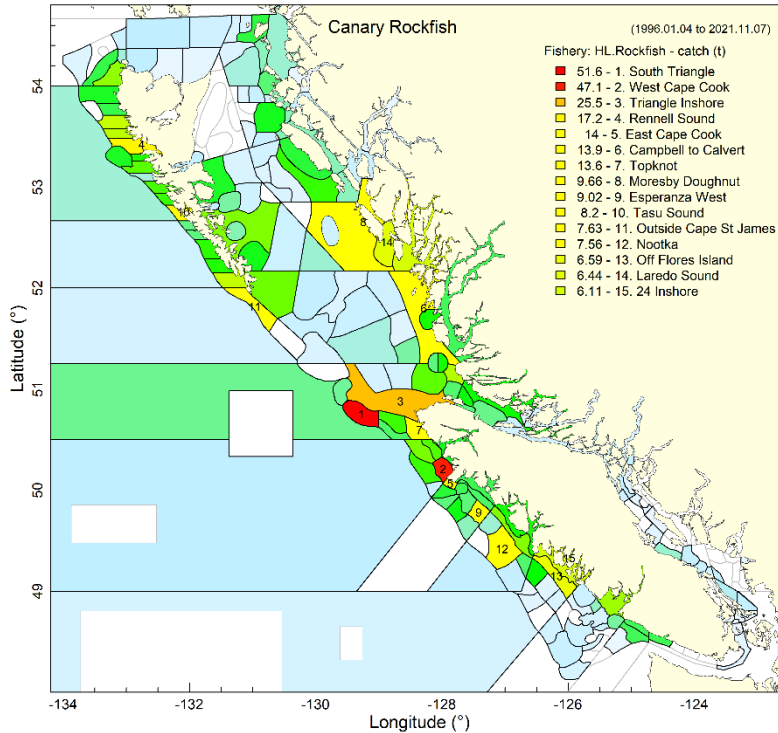 Canary Rockfish
(1996.01.04 to 2021.11.07)
Fishery: HL.Rockfish - catch (t)
51.6 - 1. South Triangle
47.1 - 2. West Cape Cook
25.5 - 3. Triangle Inshore
17.2 - 4. Rennell Sound
14 - 5. East Cape Cook
13.9 - 6. Campbell to Calvert
13.6 - 7. Topknot
9.66 - 8. Moresby Doughnut
9.02 - 9. Esperanza West
8.2 - 10. Tasu Sound
7.63 - 11. Outside Cape St James
7.56 - 12. Nootka
6.59 - 13. Off Flores Island
6.44 - 14. Laredo Sound
6.11 - 15. 24 Inshore
54
53
52
51
50
49
Latitude (°)
4
10
8
14
11
6
3
1
7
2
5
9
12
15
13
-134
-132
-130
-128
-126
-124
Longitude (°)